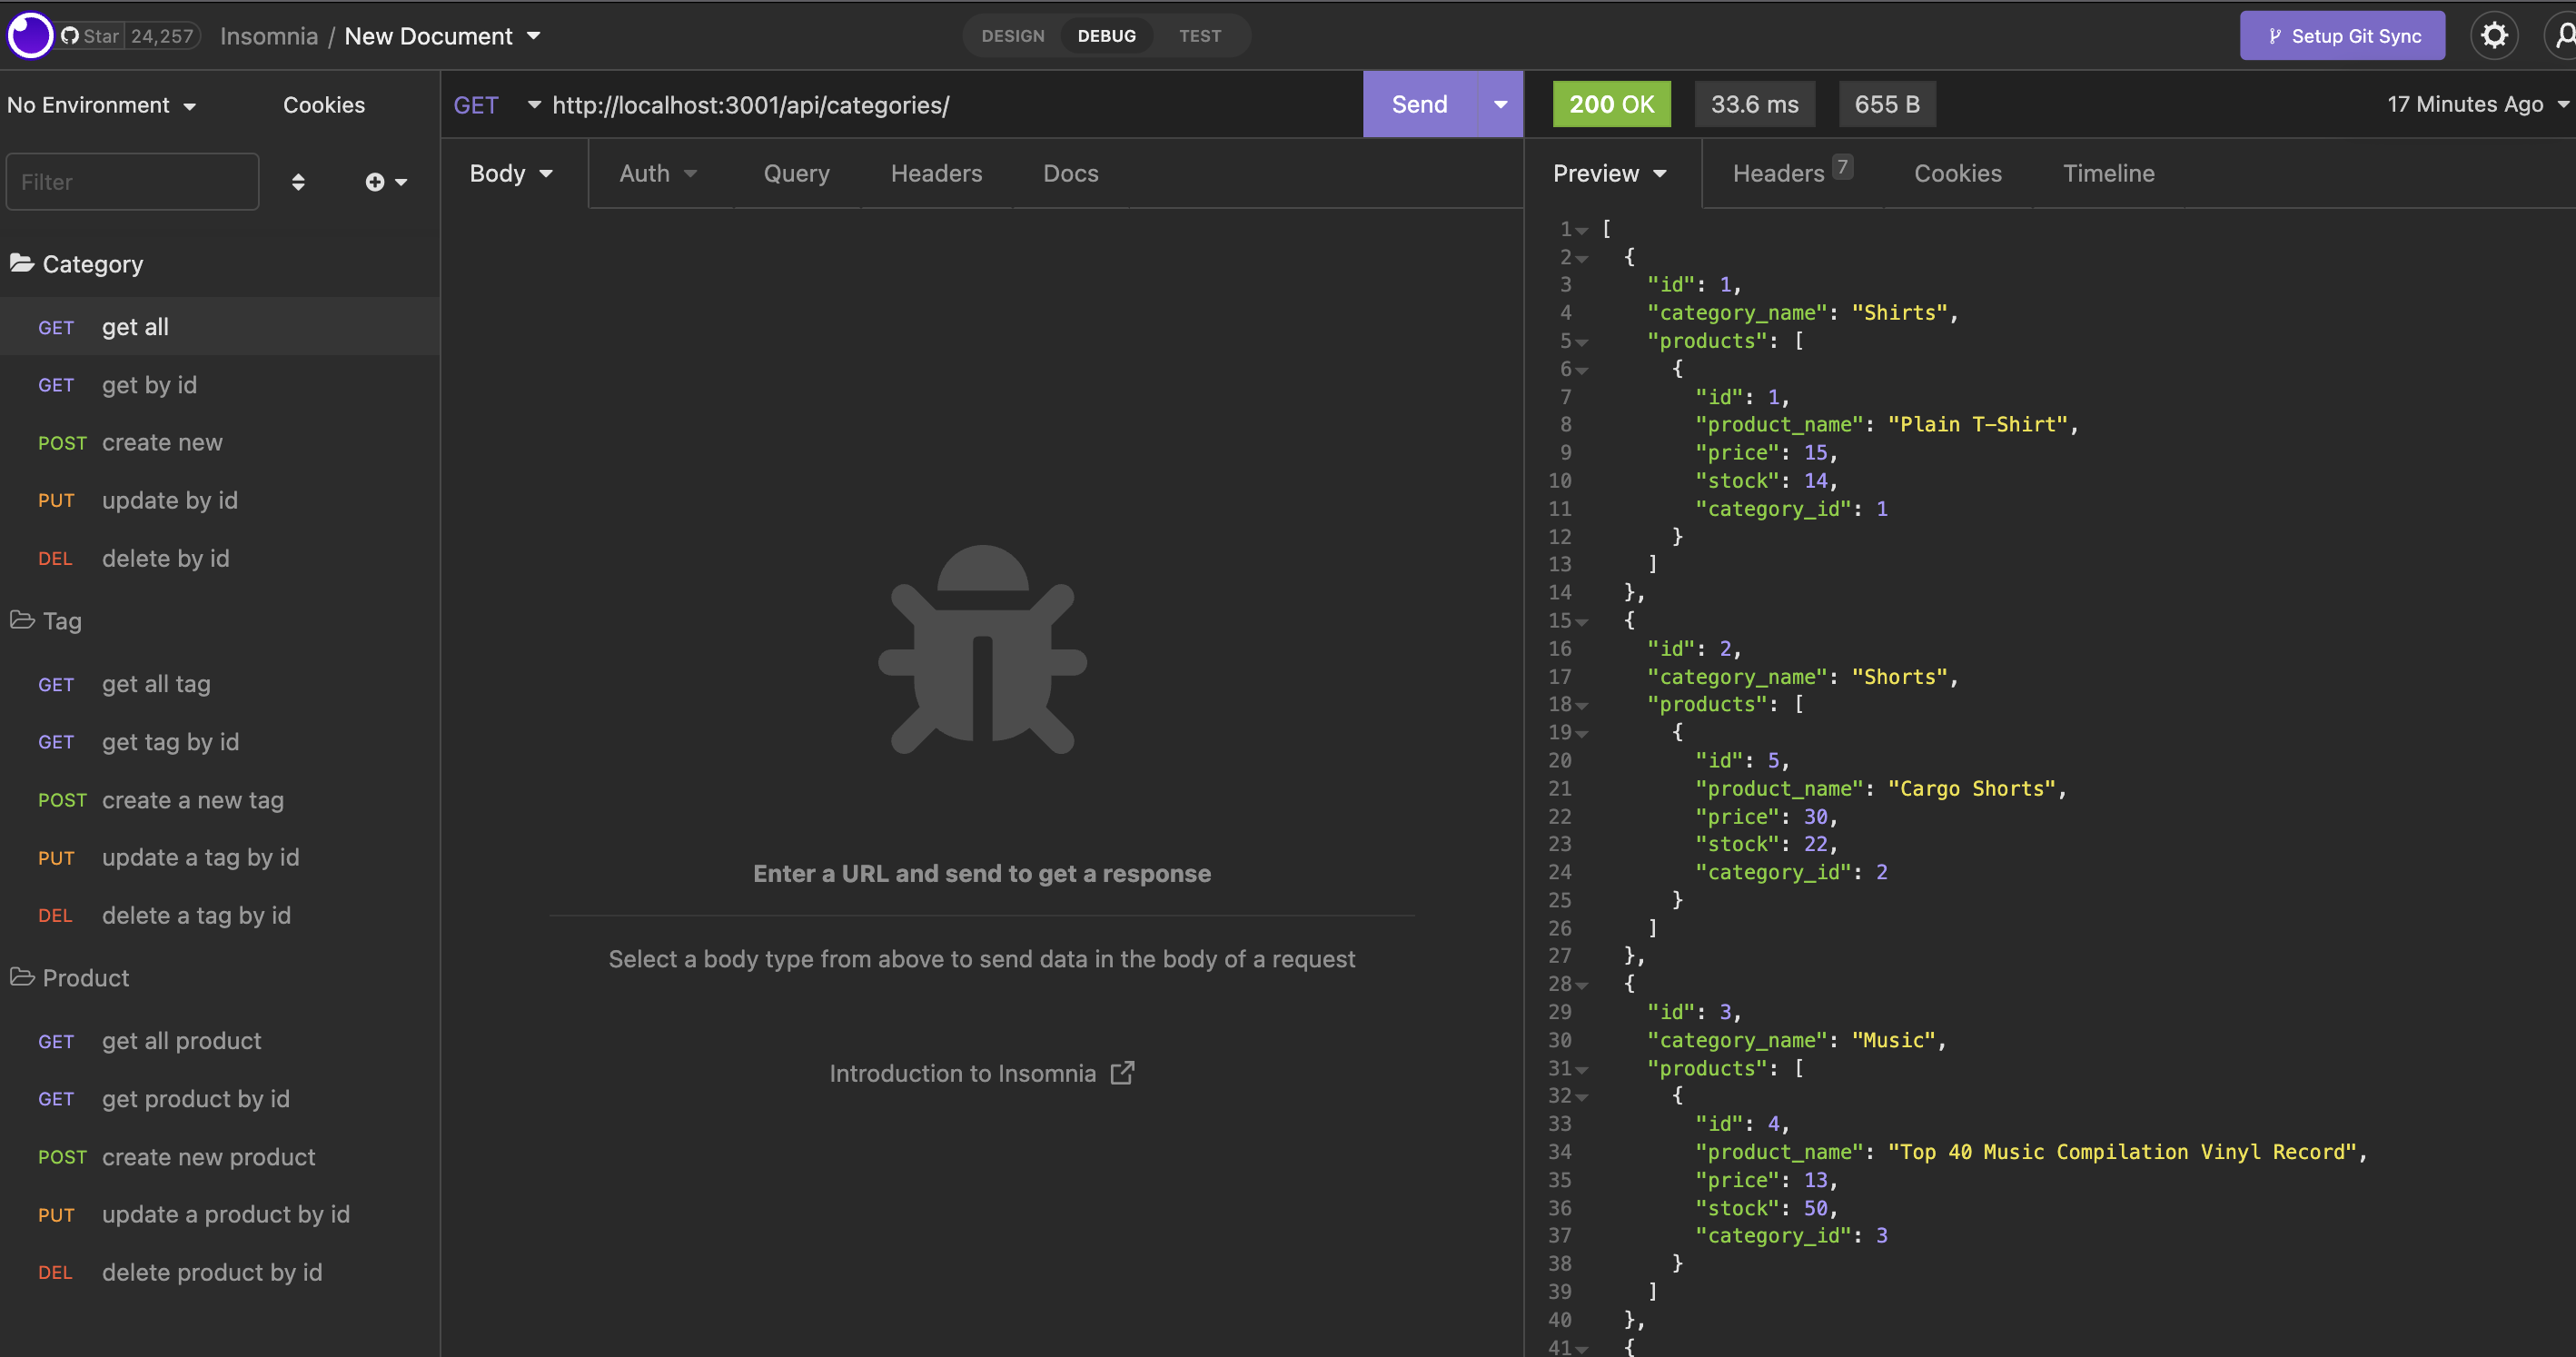 Star 24,257 Insomnia / New Document DESIGN DEBUG TEST Setup Git Sync
No Environment Cookies
Filter
Category
GET get all
GET get by id
POST create new
PUT update by id
DEL delete by id
Tag
GET get all tag
GET get tag by id
POST create a new tag
PUT update a tag by id
DEL delete a tag by id
Product
GET get all product
GET get product by id
POST create new product
PUT update a product by id
DEL delete product by id
GET http://localhost:3001/api/categories/ Send
Body Auth Query Headers Docs
Enter a URL and send to get a response
Select a body type from above to send data in the body of a request
Introduction to Insomnia
200 OK 33.6 ms 655 B 17 Minutes Ago
Preview Headers 7 Cookies Timeline
1 [
2 {
3 "id": 1,
4 "category_name": "Shirts",
5 "products": [
6 {
7 "id": 1,
8 "product_name": "Plain T-Shirt",
9 "price": 15,
10 "stock": 14,
11 "category_id": 1
12 }
13 ]
14 },
15 {
16 "id": 2,
17 "category_name": "Shorts",
18 "products": [
19 {
20 "id": 5,
21 "product_name": "Cargo Shorts",
22 "price": 30,
23 "stock": 22,
24 "category_id": 2
25 }
26 ]
27 },
28 {
29 "id": 3,
30 "category_name": "Music",
31 "products": [
32 {
33 "id": 4,
34 "product_name": "Top 40 Music Compilation Vinyl Record",
35 "price": 13,
36 "stock": 50,
37 "category_id": 3
38 }
39 ]
40 },
41 {